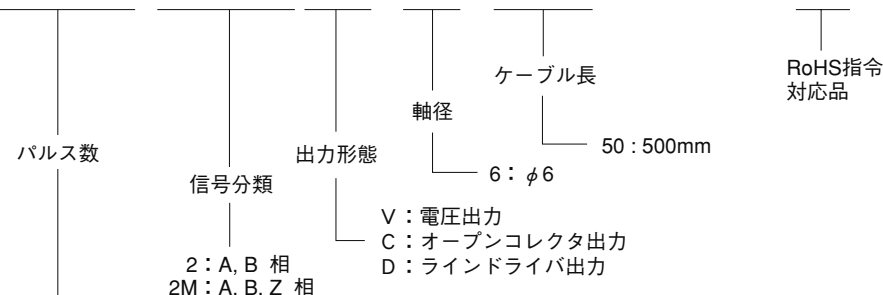 RoHS指令
対応品
ケーブル長
軸径
50 : 500mm
パルス数
出力形態
6：φ6
信号分類
V：電圧出力
C：オープンコレクタ出力
D：ラインドライバ出力
2：A, B 相
2M：A, B, Z 相